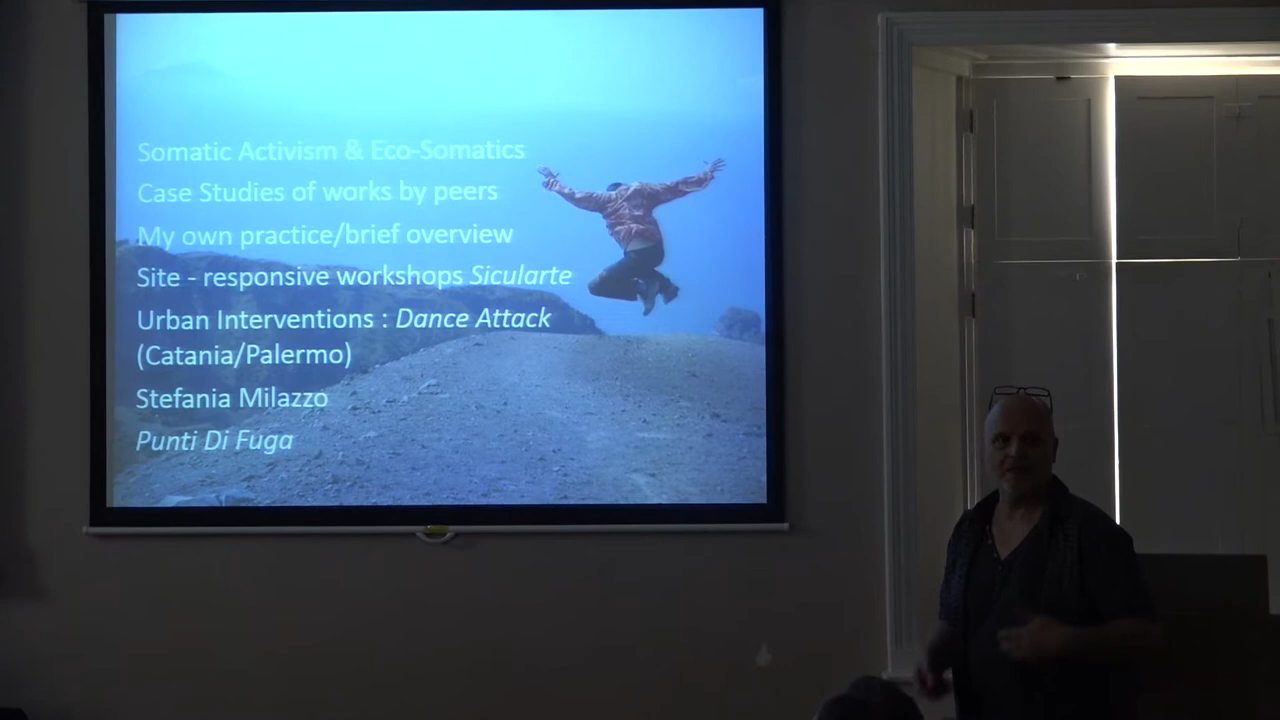 Somatic Activism & Eco-Somatics
Case Studies of works by peers
My own practice/brief overview
Site - responsive workshops Sicularte
Urban Interventions : Dance Attack
(Catania/Palermo)
Stefania Milazzo
Punti Di Fuga